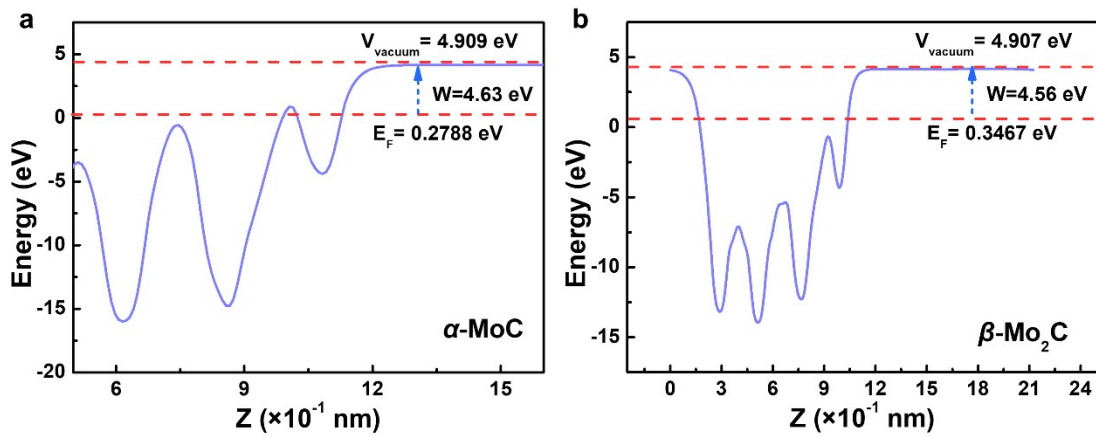 a
V_vacuum = 4.909 eV
W=4.63 eV
E_F = 0.2788 eV
α-MoC
Energy (eV)
5
0
-5
-10
-15
-20
6 9 12 15
Z (×10⁻¹ nm)
b
V_vacuum = 4.907 eV
W=4.56 eV
E_F = 0.3467 eV
β-Mo₂C
Energy (eV)
5
0
-5
-10
-15
0 3 6 9 12 15 18 21 24
Z (×10⁻¹ nm)